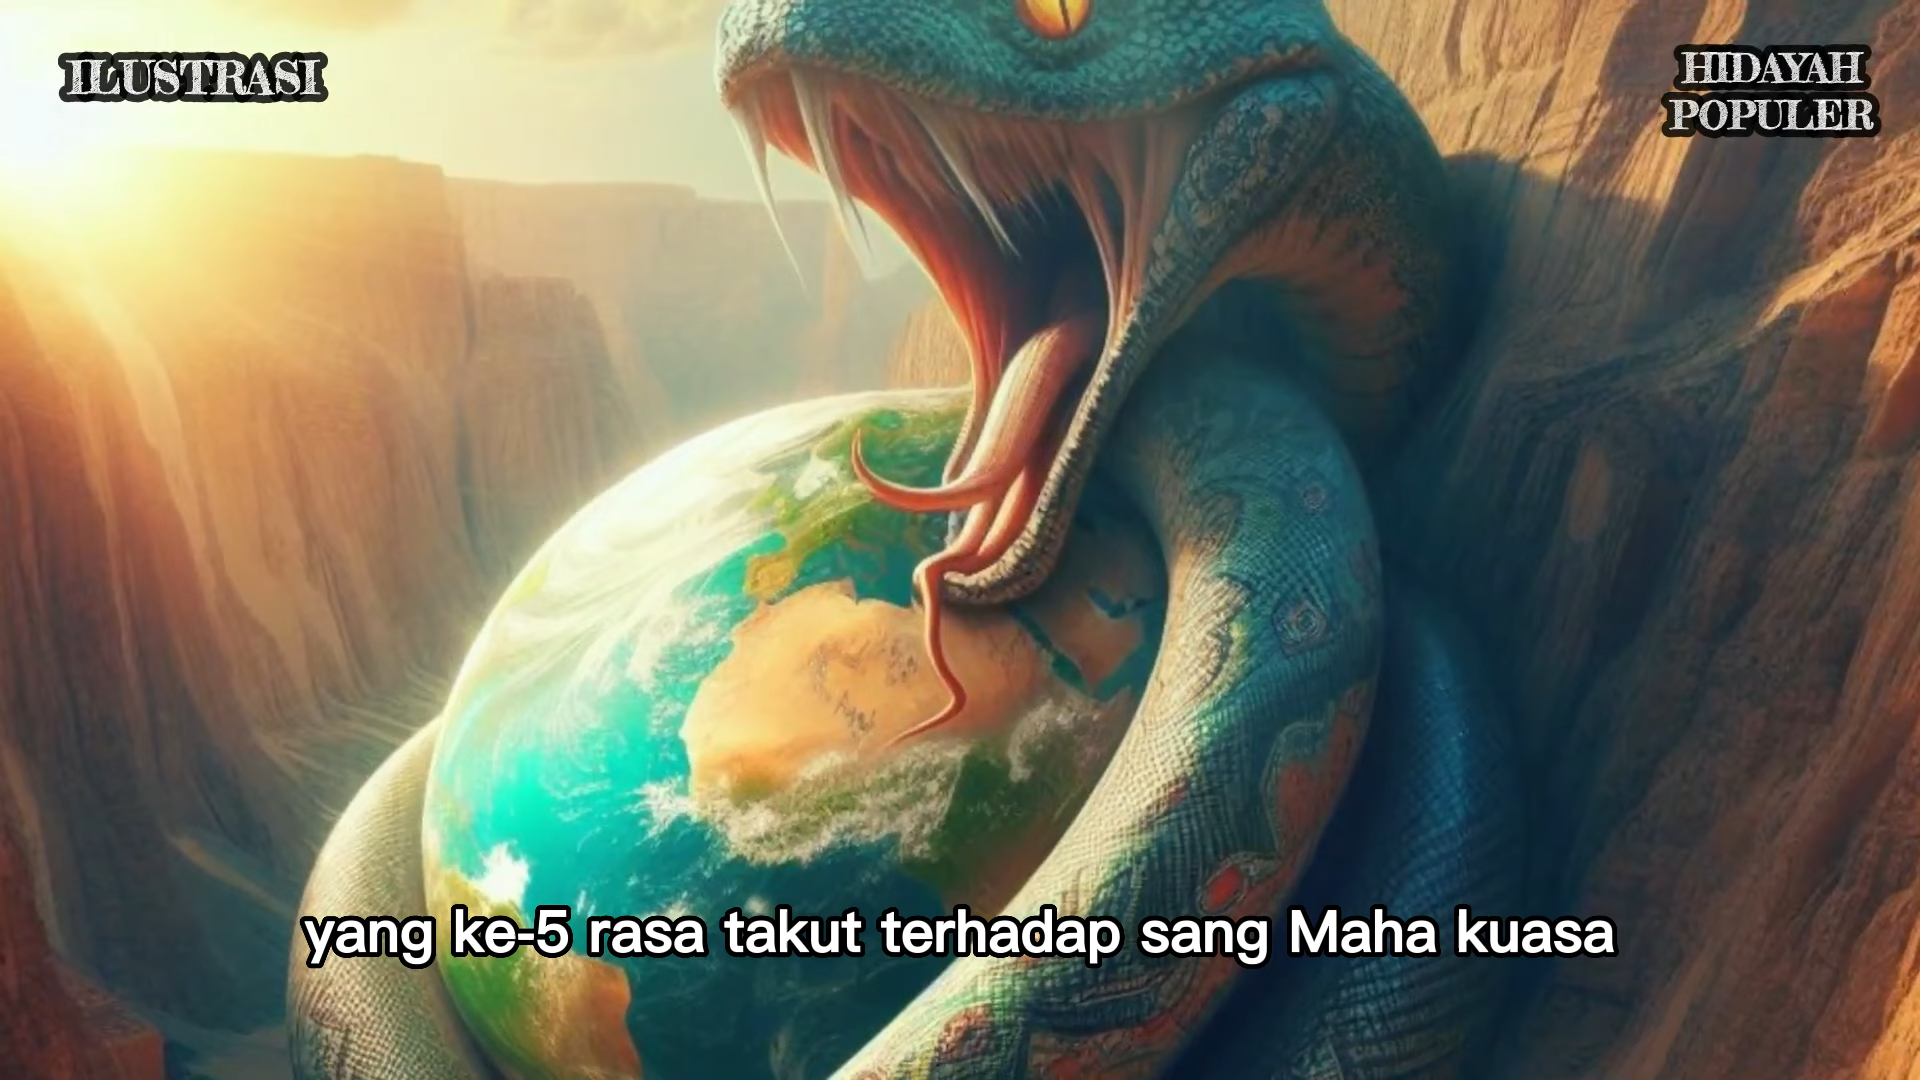 ILUSTRASI
HIDAYAH
POPULER
yang ke-5 rasa takut terhadap sang Maha kuasa